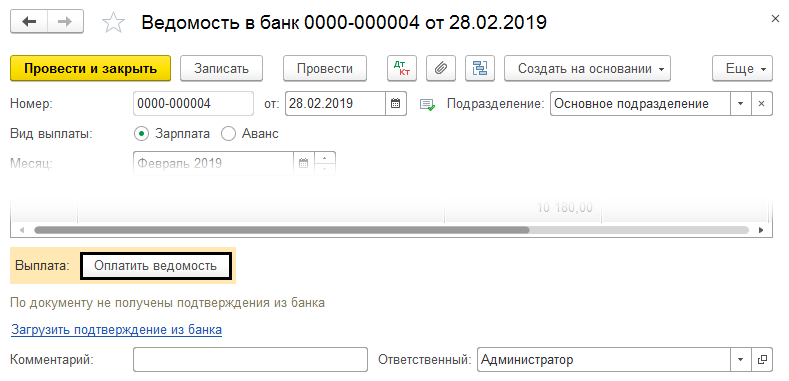 Ведомость в банк 0000-000004 от 28.02.2019
Провести и закрыть Записать Провести Дт Кт Создать на основании Еще
Номер: 0000-000004 от: 28.02.2019 Подразделение: Основное подразделение
Вид выплаты: Зарплата Аванс
Месяц: Февраль 2019
10 180,00
Выплата: Оплатить ведомость
По документу не получены подтверждения из банка
Загрузить подтверждение из банка
Комментарий: Ответственный: Администратор